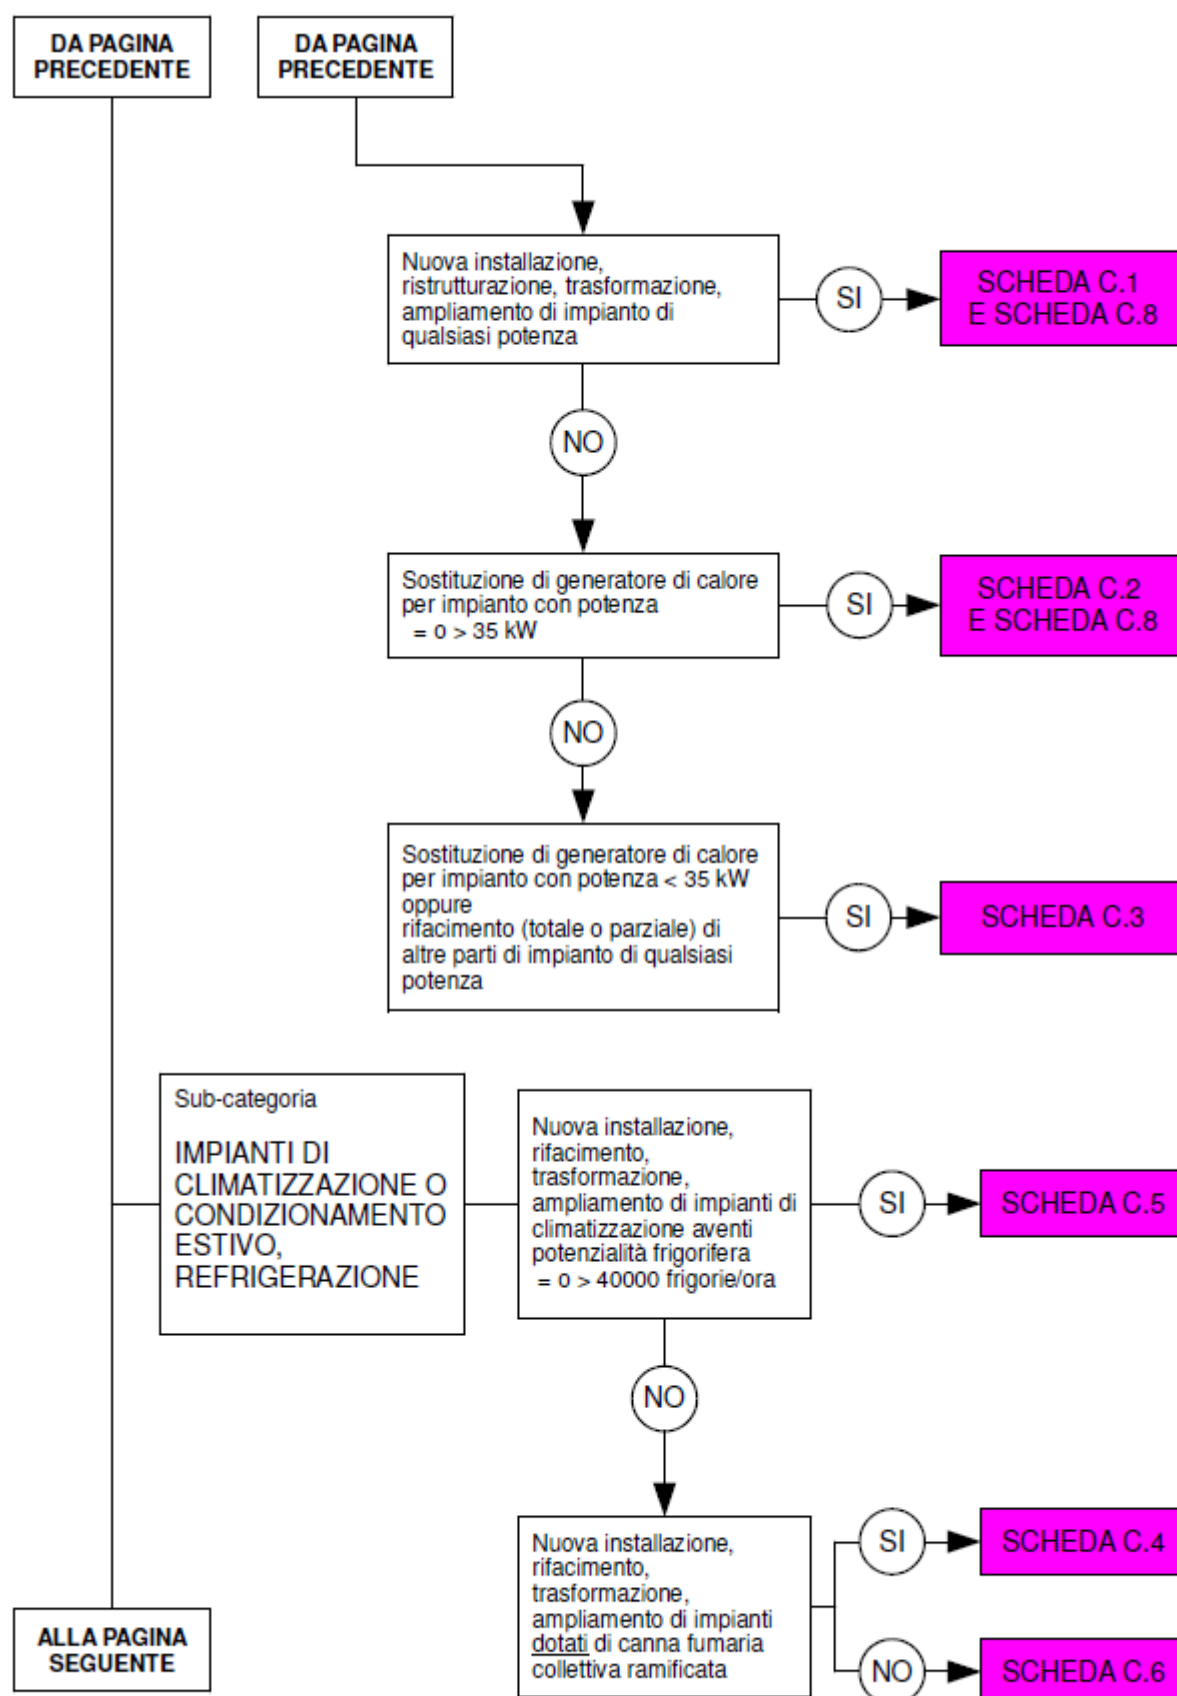 DA PAGINA
PRECEDENTE
DA PAGINA
PRECEDENTE
Nuova installazione,
ristrutturazione, trasformazione,
ampliamento di impianto di
qualsiasi potenza
SI
SCHEDA C.1
E SCHEDA C.8
NO
Sostituzione di generatore di calore
per impianto con potenza
= o > 35 kW
SI
SCHEDA C.2
E SCHEDA C.8
NO
Sostituzione di generatore di calore
per impianto con potenza < 35 kW
oppure
rifacimento (totale o parziale) di
altre parti di impianto di qualsiasi
potenza
SI
SCHEDA C.3
Sub-categoria
IMPIANTI DI
CLIMATIZZAZIONE O
CONDIZIONAMENTO
ESTIVO,
REFRIGERAZIONE
Nuova installazione,
rifacimento,
trasformazione,
ampliamento di impianti di
climatizzazione aventi
potenzialità frigorifera
= o > 40000 frigorie/ora
SI
SCHEDA C.5
NO
Nuova installazione,
rifacimento,
trasformazione,
ampliamento di impianti
dotati di canna fumaria
collettiva ramificata
SI
SCHEDA C.4
NO
SCHEDA C.6
ALLA PAGINA
SEGUENTE